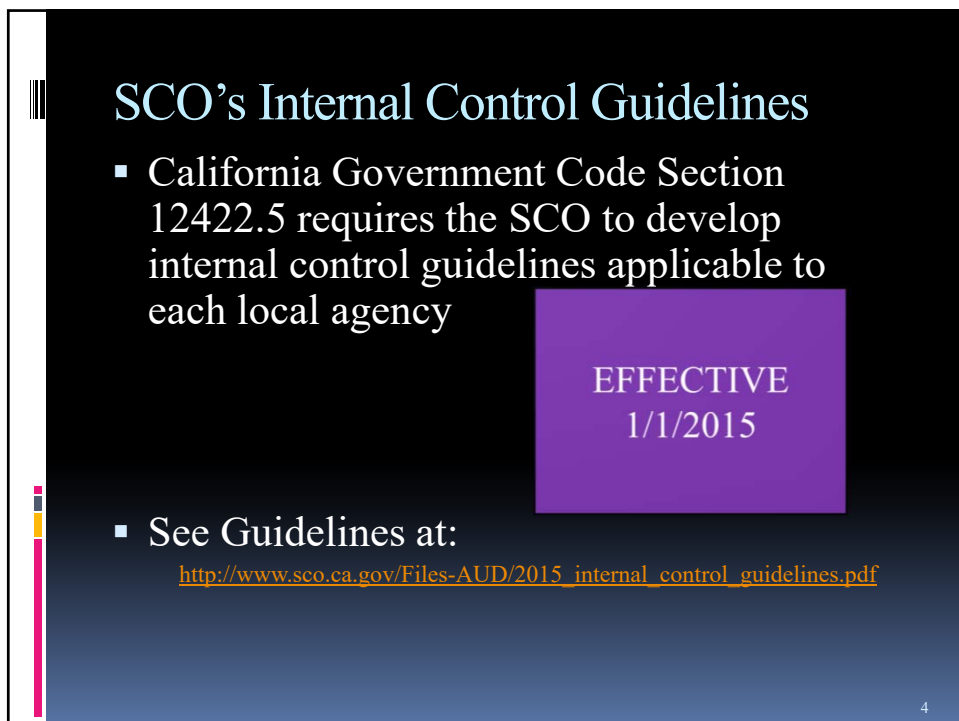 SCO’s Internal Control Guidelines
▪ California Government Code Section
12422.5 requires the SCO to develop
internal control guidelines applicable to
each local agency
EFFECTIVE
1/1/2015
▪ See Guidelines at:
http://www.sco.ca.gov/Files-AUD/2015_internal_control_guidelines.pdf
4